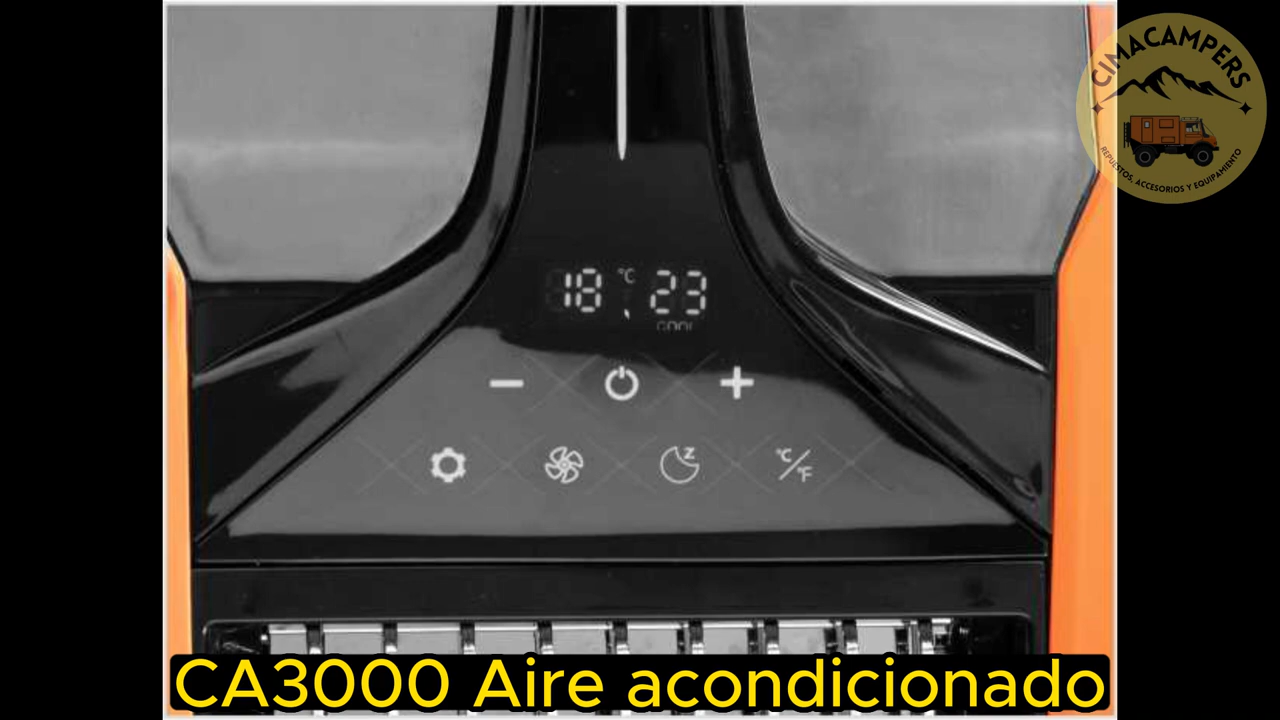 CIMACAMPERS
REPUESTOS, ACCESORIOS Y EQUIPAMIENTO
18 °C 23
COOL
Z
°C/°F
CA3000 Aire acondicionado